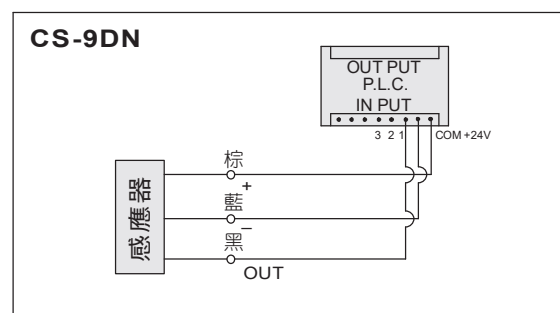 CS-9DN
OUT PUT
P.L.C.
IN PUT
3 2 1 COM +24V
感應器
棕
+
藍
−
黑
OUT